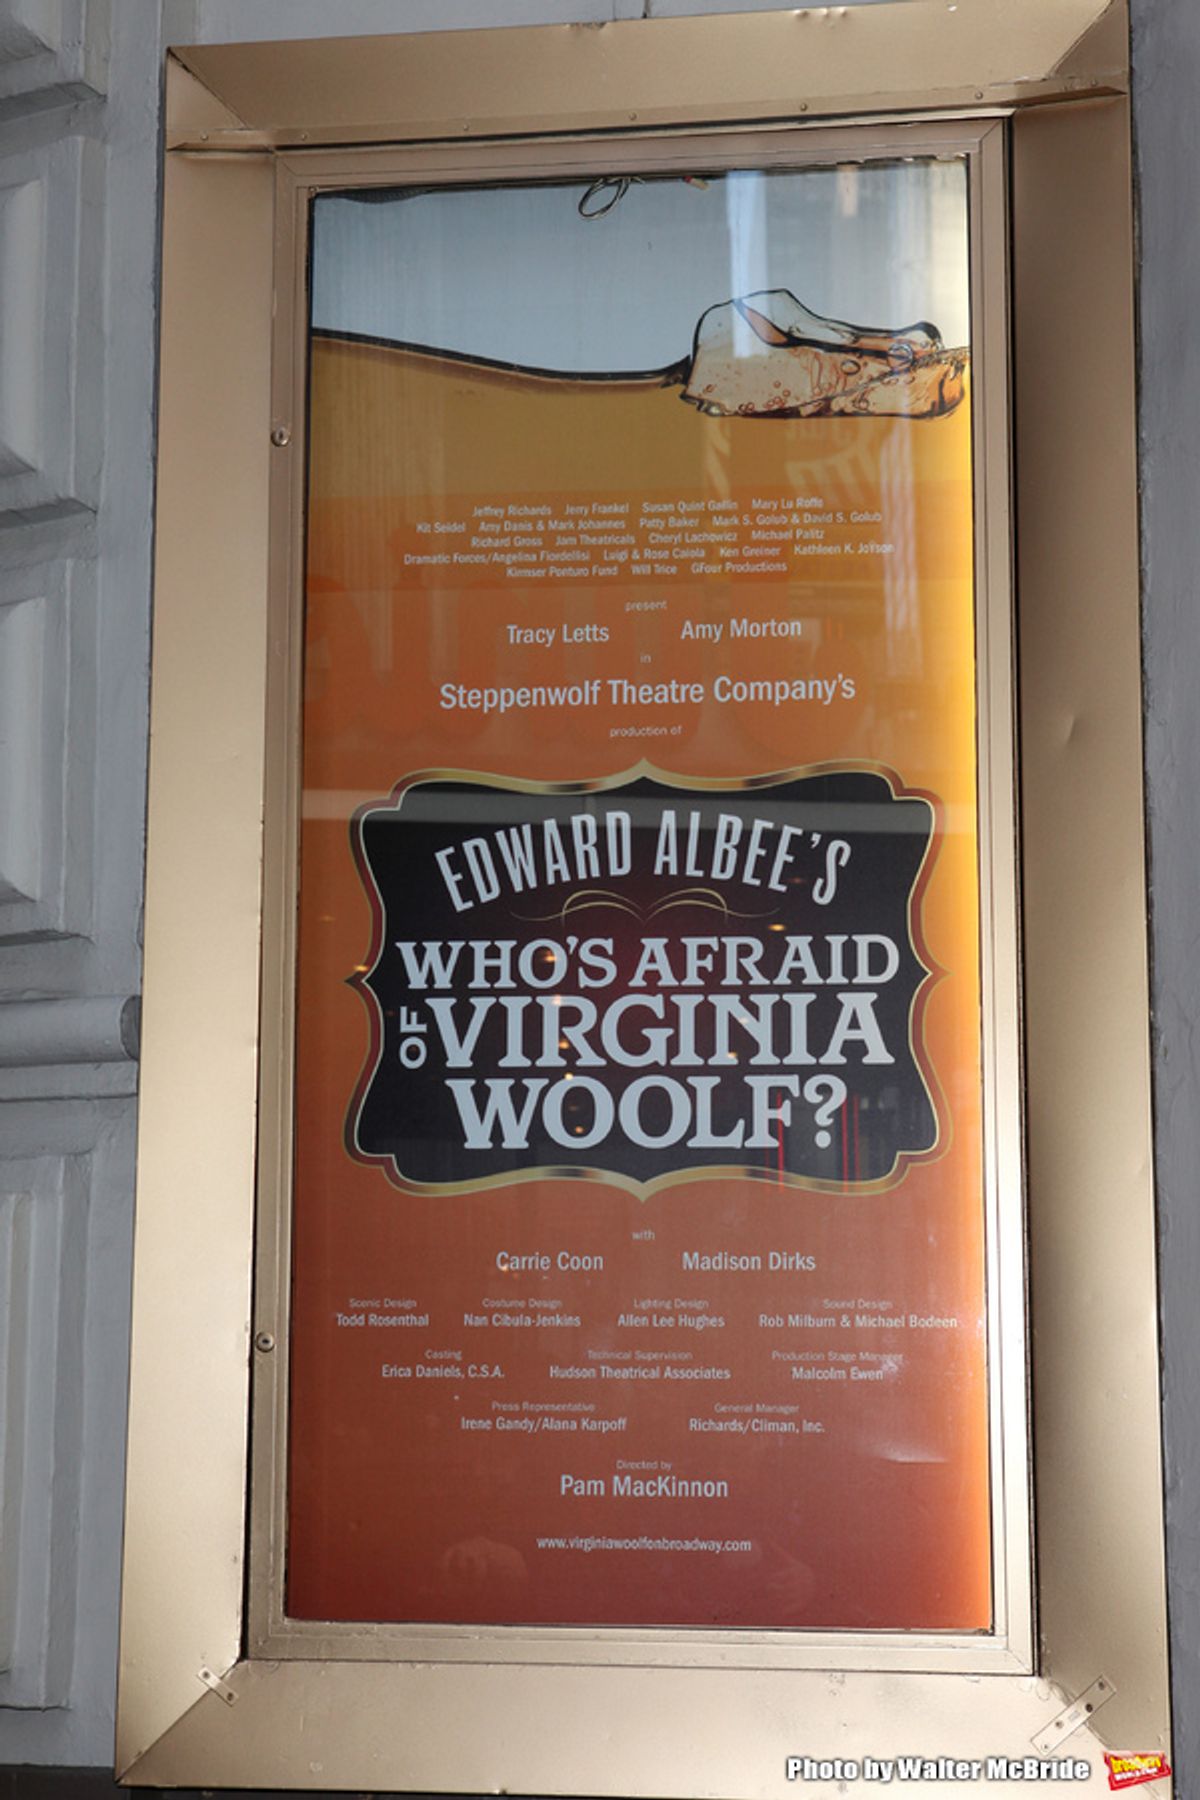 Jeffrey Richards Jerry Frankel Susan Quint Gallin Mary Lu Roffe
Kit Seidel Amy Danis & Mark Johannes Patty Baker Mark S. Golub & David S. Golub
Richard Gross Jam Theatricals Cheryl Lachowicz Michael Palitz
Dramatic Forces/Angelina Fiordellisi Luigi & Rose Caiola Ken Greiner Kathleen K. Johnson
Kirmser Ponturo Fund Will Trice GFour Productions
present
Tracy Letts Amy Morton
in
Steppenwolf Theatre Company's
production of
EDWARD ALBEE'S
WHO'S AFRAID
OF VIRGINIA
WOOLF?
with
Carrie Coon Madison Dirks
Scenic Design Costume Design Lighting Design Sound Design
Todd Rosenthal Nan Cibula-Jenkins Allen Lee Hughes Rob Milburn & Michael Bodeen
Casting Technical Supervision Production Stage Manager
Erica Daniels, C.S.A. Hudson Theatrical Associates Malcolm Ewen
Press Representative General Manager
Irene Gandy/Alana Karpoff Richards/Climan, Inc.
Directed by
Pam MacKinnon
www.virginiawoolfonbroadway.com
Photo by Walter McBride
broadway
WORLD.COM